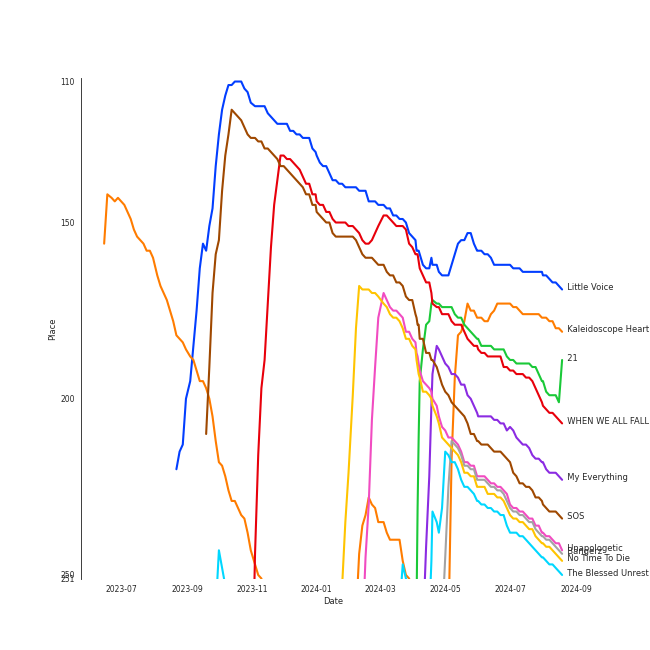 110
150
200
250
251
Place
2023-07
2023-09
2023-11
2024-01
2024-03
2024-05
2024-07
2024-09
Date
Little Voice
Kaleidoscope Heart
21
WHEN WE ALL FALL
My Everything
SOS
Unapologetic
No Time To Die
The Blessed Unrest